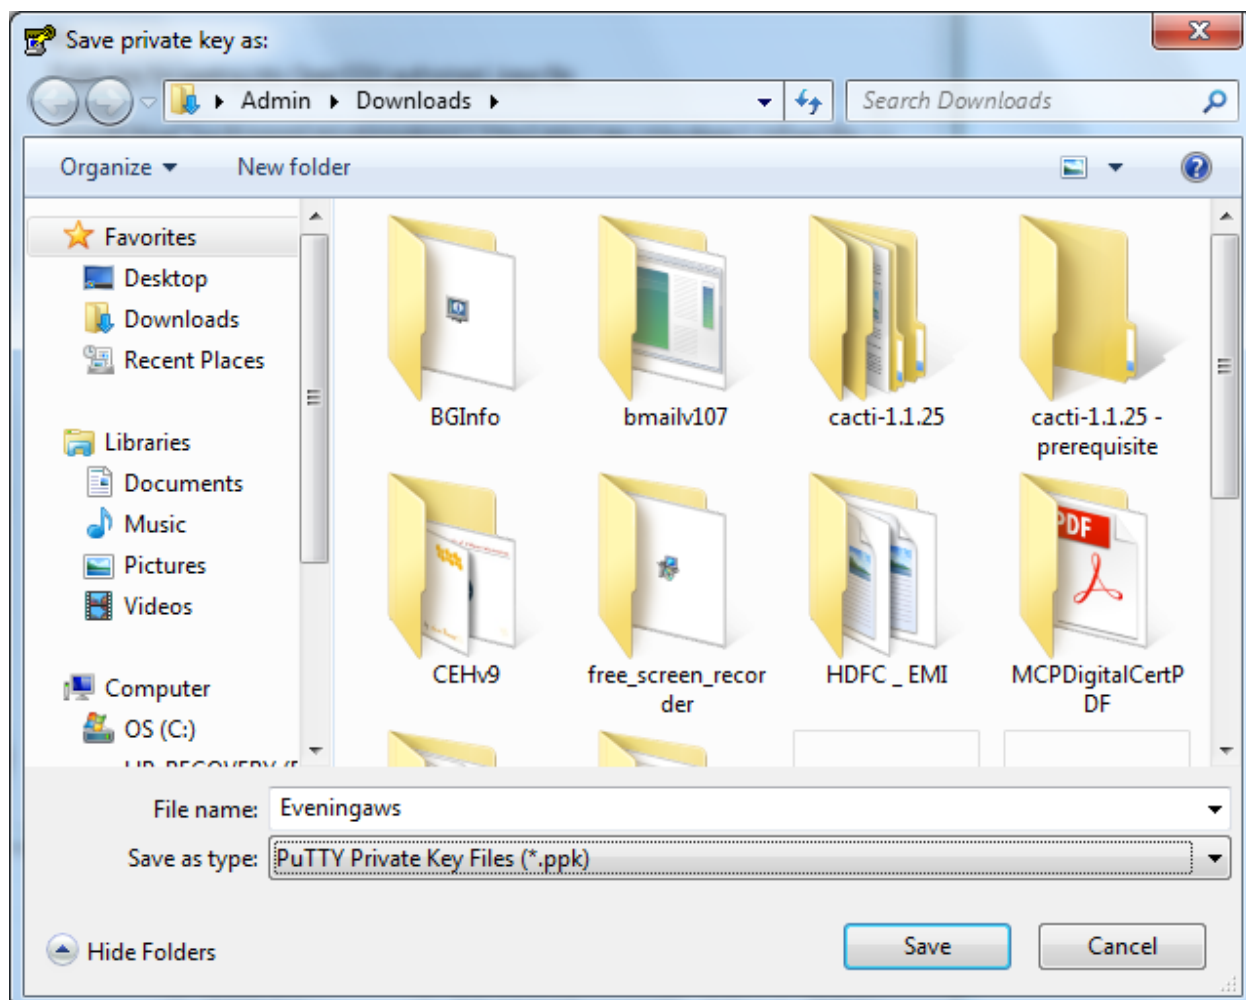 Save private key as:
Admin
Downloads
Search Downloads
Organize
New folder
Favorites
Desktop
Downloads
Recent Places
Libraries
Documents
Music
Pictures
Videos
Computer
OS (C:)
BGInfo
bmailv107
cacti-1.1.25
cacti-1.1.25 -
prerequisite
CEHv9
free_screen_recor
der
HDFC _ EMI
MCPDigitalCertP
DF
PDF
File name:
Eveningaws
Save as type:
PuTTY Private Key Files (*.ppk)
Hide Folders
Save
Cancel